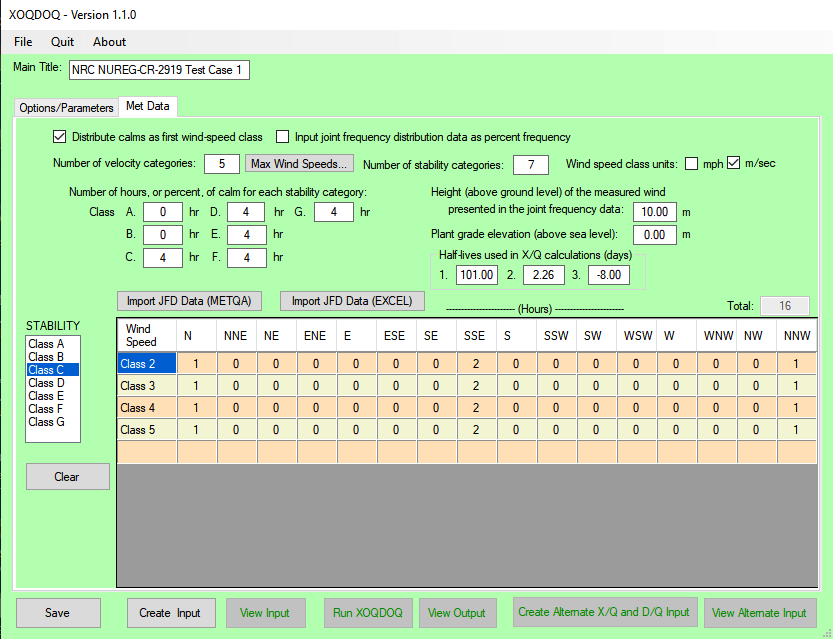 XOQDOQ - Version 1.1.0
File Quit About
Main Title: NRC NUREG-CR-2919 Test Case 1
Options/Parameters Met Data
Distribute calms as first wind-speed class Input joint frequency distribution data as percent frequency
Number of velocity categories: 5 Max Wind Speeds... Number of stability categories: 7 Wind speed class units: mph m/sec
Number of hours, or percent, of calm for each stability category: Height (above ground level) of the measured wind
Class A. 0 hr D. 4 hr G. 4 hr presented in the joint frequency data: 10.00 m
B. 0 hr E. 4 hr Plant grade elevation (above sea level): 0.00 m
C. 4 hr F. 4 hr Half-lives used in X/Q calculations (days)
1. 101.00 2. 2.26 3. -8.00
Import JFD Data (METQA) Import JFD Data (EXCEL) ----------------------- (Hours) ----------------------- Total: 16
STABILITY
Class A
Class B
Class C
Class D
Class E
Class F
Class G
Wind Speed N NNE NE ENE E ESE SE SSE S SSW SW WSW W WNW NW NNW
Class 2 1 0 0 0 0 0 0 2 0 0 0 0 0 0 0 1
Class 3 1 0 0 0 0 0 0 2 0 0 0 0 0 0 0 1
Class 4 1 0 0 0 0 0 0 2 0 0 0 0 0 0 0 1
Class 5 1 0 0 0 0 0 0 2 0 0 0 0 0 0 0 1
Clear
Save Create Input View Input Run XOQDOQ View Output Create Alternate X/Q and D/Q Input View Alternate Input